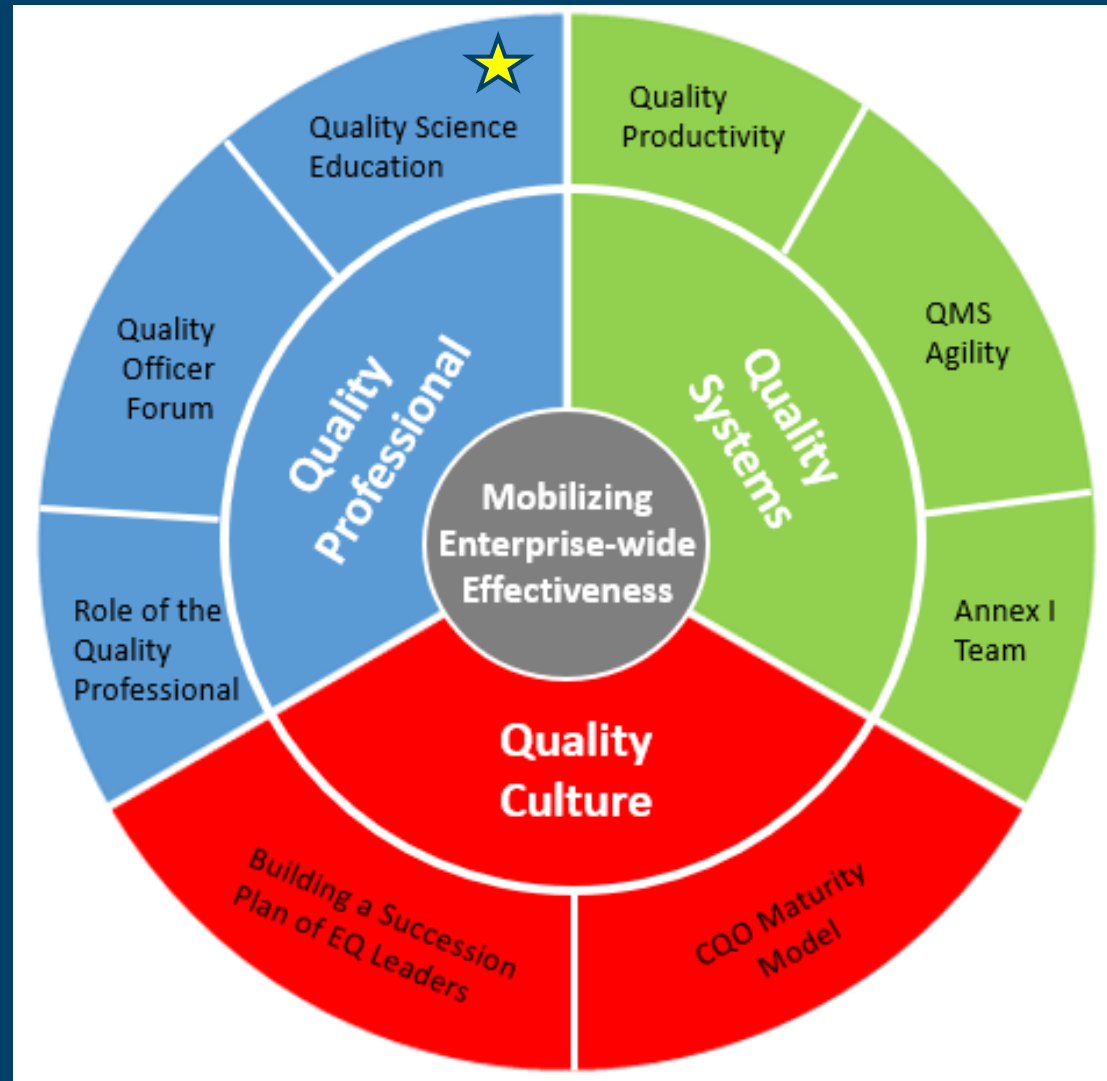 Quality Science
Education
Quality
Productivity
Quality
Officer
Forum
QMS
Agility
Quality
Professional
Quality
Systems
Mobilizing
Enterprise-wide
Effectiveness
Role of the
Quality
Professional
Annex I
Team
Quality
Culture
Building a Succession
Plan of EQ Leaders
CQO Maturity
Model